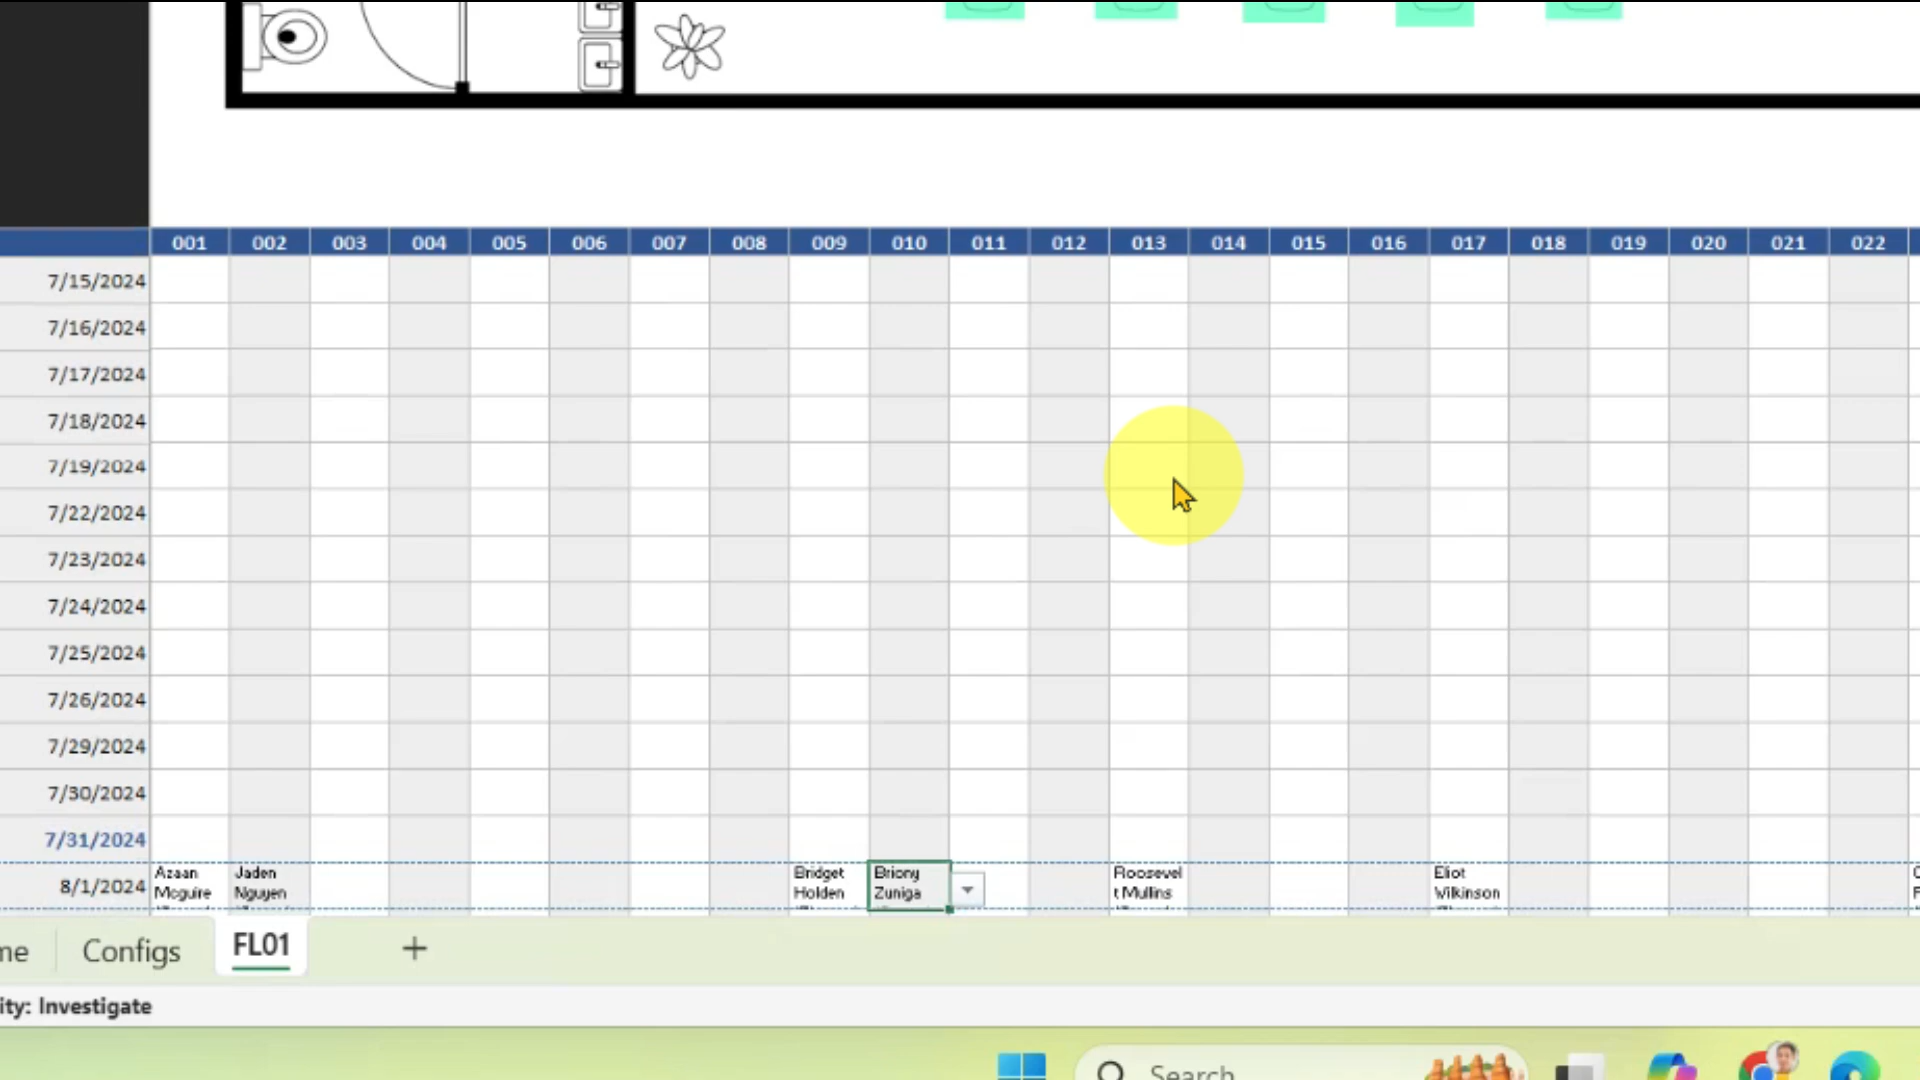 001 002 003 004 005 006 007 008 009 010 011 012 013 014 015 016 017 018 019 020 021 022
7/15/2024
7/16/2024
7/17/2024
7/18/2024
7/19/2024
7/22/2024
7/23/2024
7/24/2024
7/25/2024
7/26/2024
7/29/2024
7/30/2024
7/31/2024
8/1/2024
Azaan
Mcguire
Jaden
Nguyen
Bridget
Holden
Briony
Zuniga
Roosevel
t Mullins
Eliot
Wilkinson
me Configs FL01 +
ity: Investigate
Search